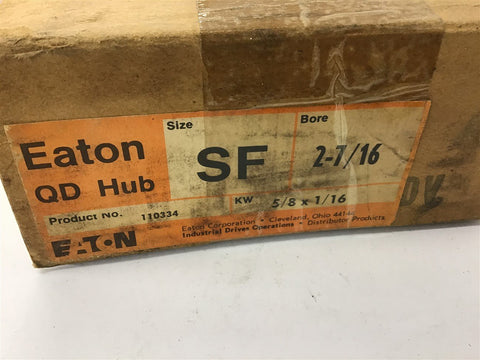 Eaton
QD Hub
Size
SF
Bore
2-7/16
KW 5/8 x 1/16
Product No. 110334
EATON
Eaton Corporation • Cleveland, Ohio 44114
Industrial Drives Operations • Distributor Products